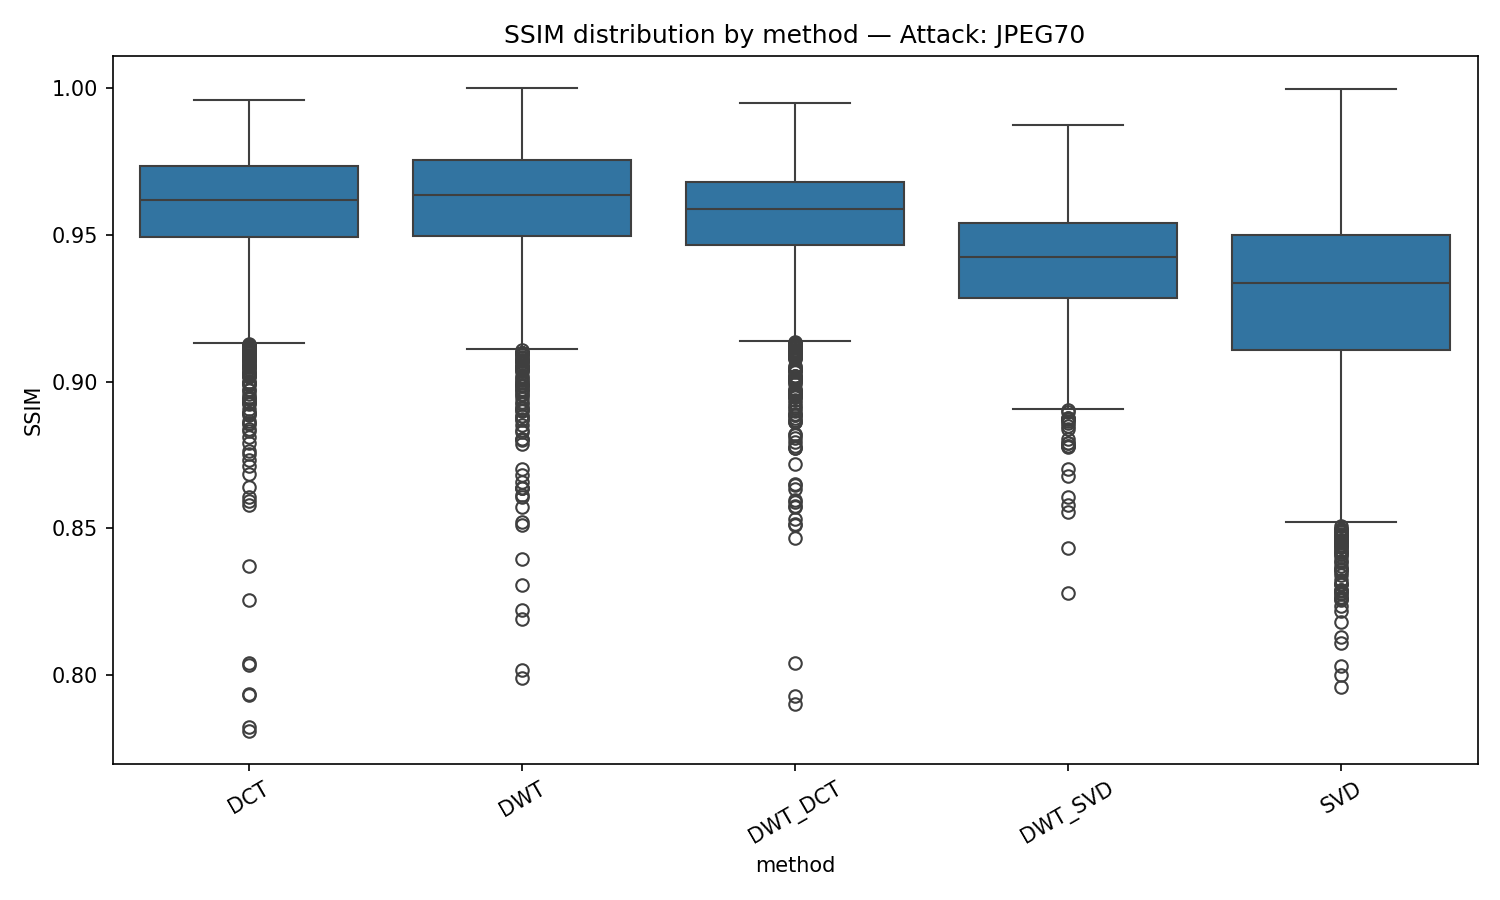 SSIM distribution by method — Attack: JPEG70
1.00
0.95
0.90
0.85
0.80
SSIM
DCT
DWT
DWT_DCT
DWT_SVD
SVD
method